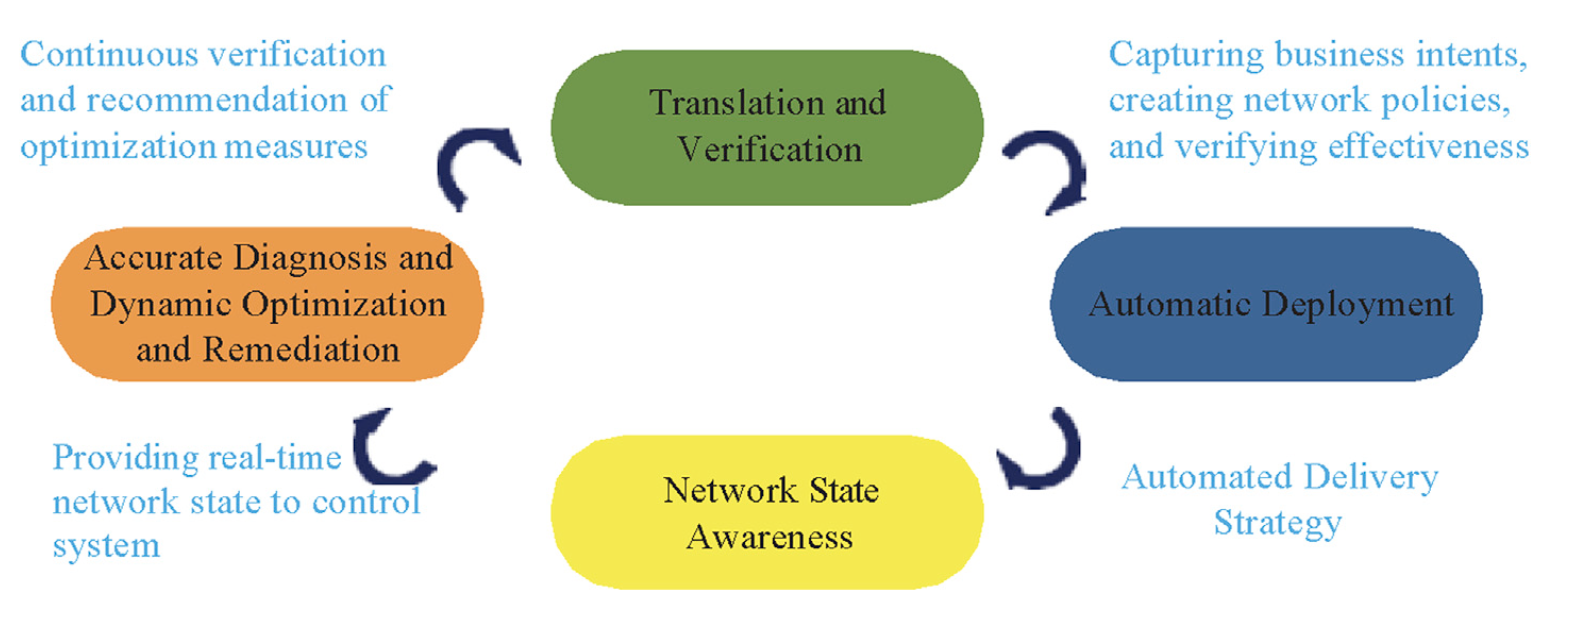 Continuous verification
and recommendation of
optimization measures
Translation and
Verification
Capturing business intents,
creating network policies,
and verifying effectiveness
Accurate Diagnosis and
Dynamic Optimization
and Remediation
Automatic Deployment
Providing real-time
network state to control
system
Network State
Awareness
Automated Delivery
Strategy